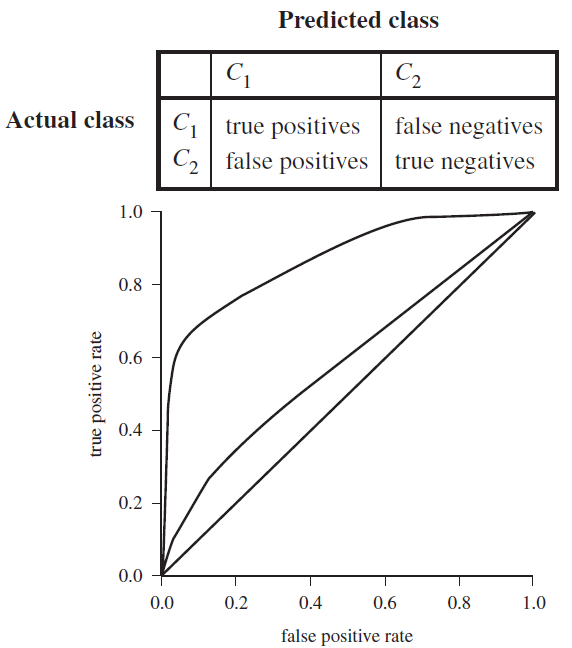 Predicted class
C1 C2
Actual class
C1 true positives false negatives
C2 false positives true negatives
1.0
0.8
0.6
0.4
0.2
0.0
true positive rate
0.0 0.2 0.4 0.6 0.8 1.0
false positive rate